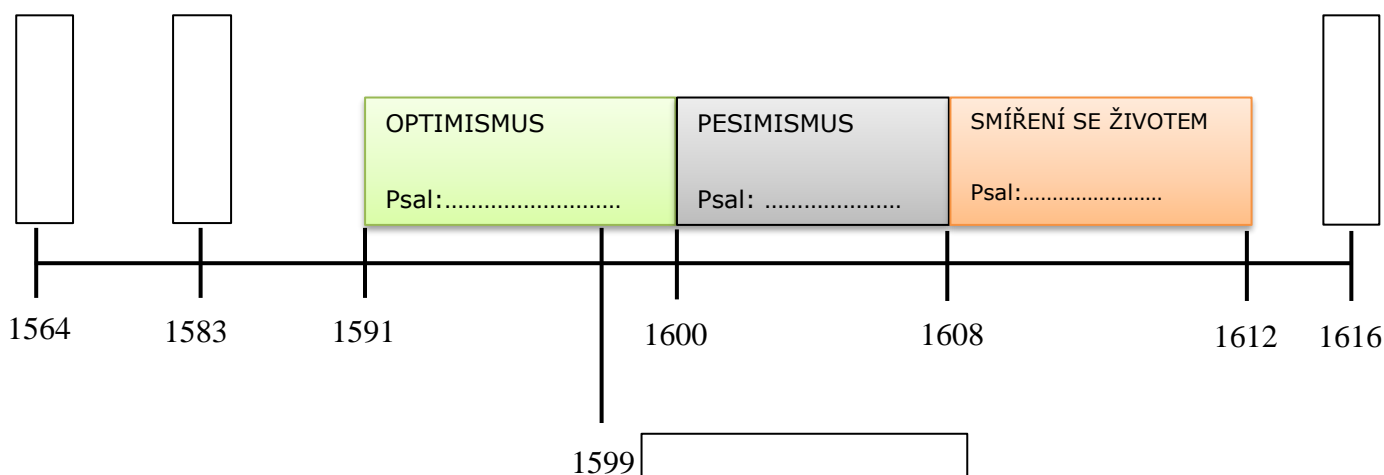 OPTIMISMUS
Psal:...........................
PESIMISMUS
Psal: .....................
SMÍŘENÍ SE ŽIVOTEM
Psal:........................
1564
1583
1591
1600
1608
1612
1616
1599